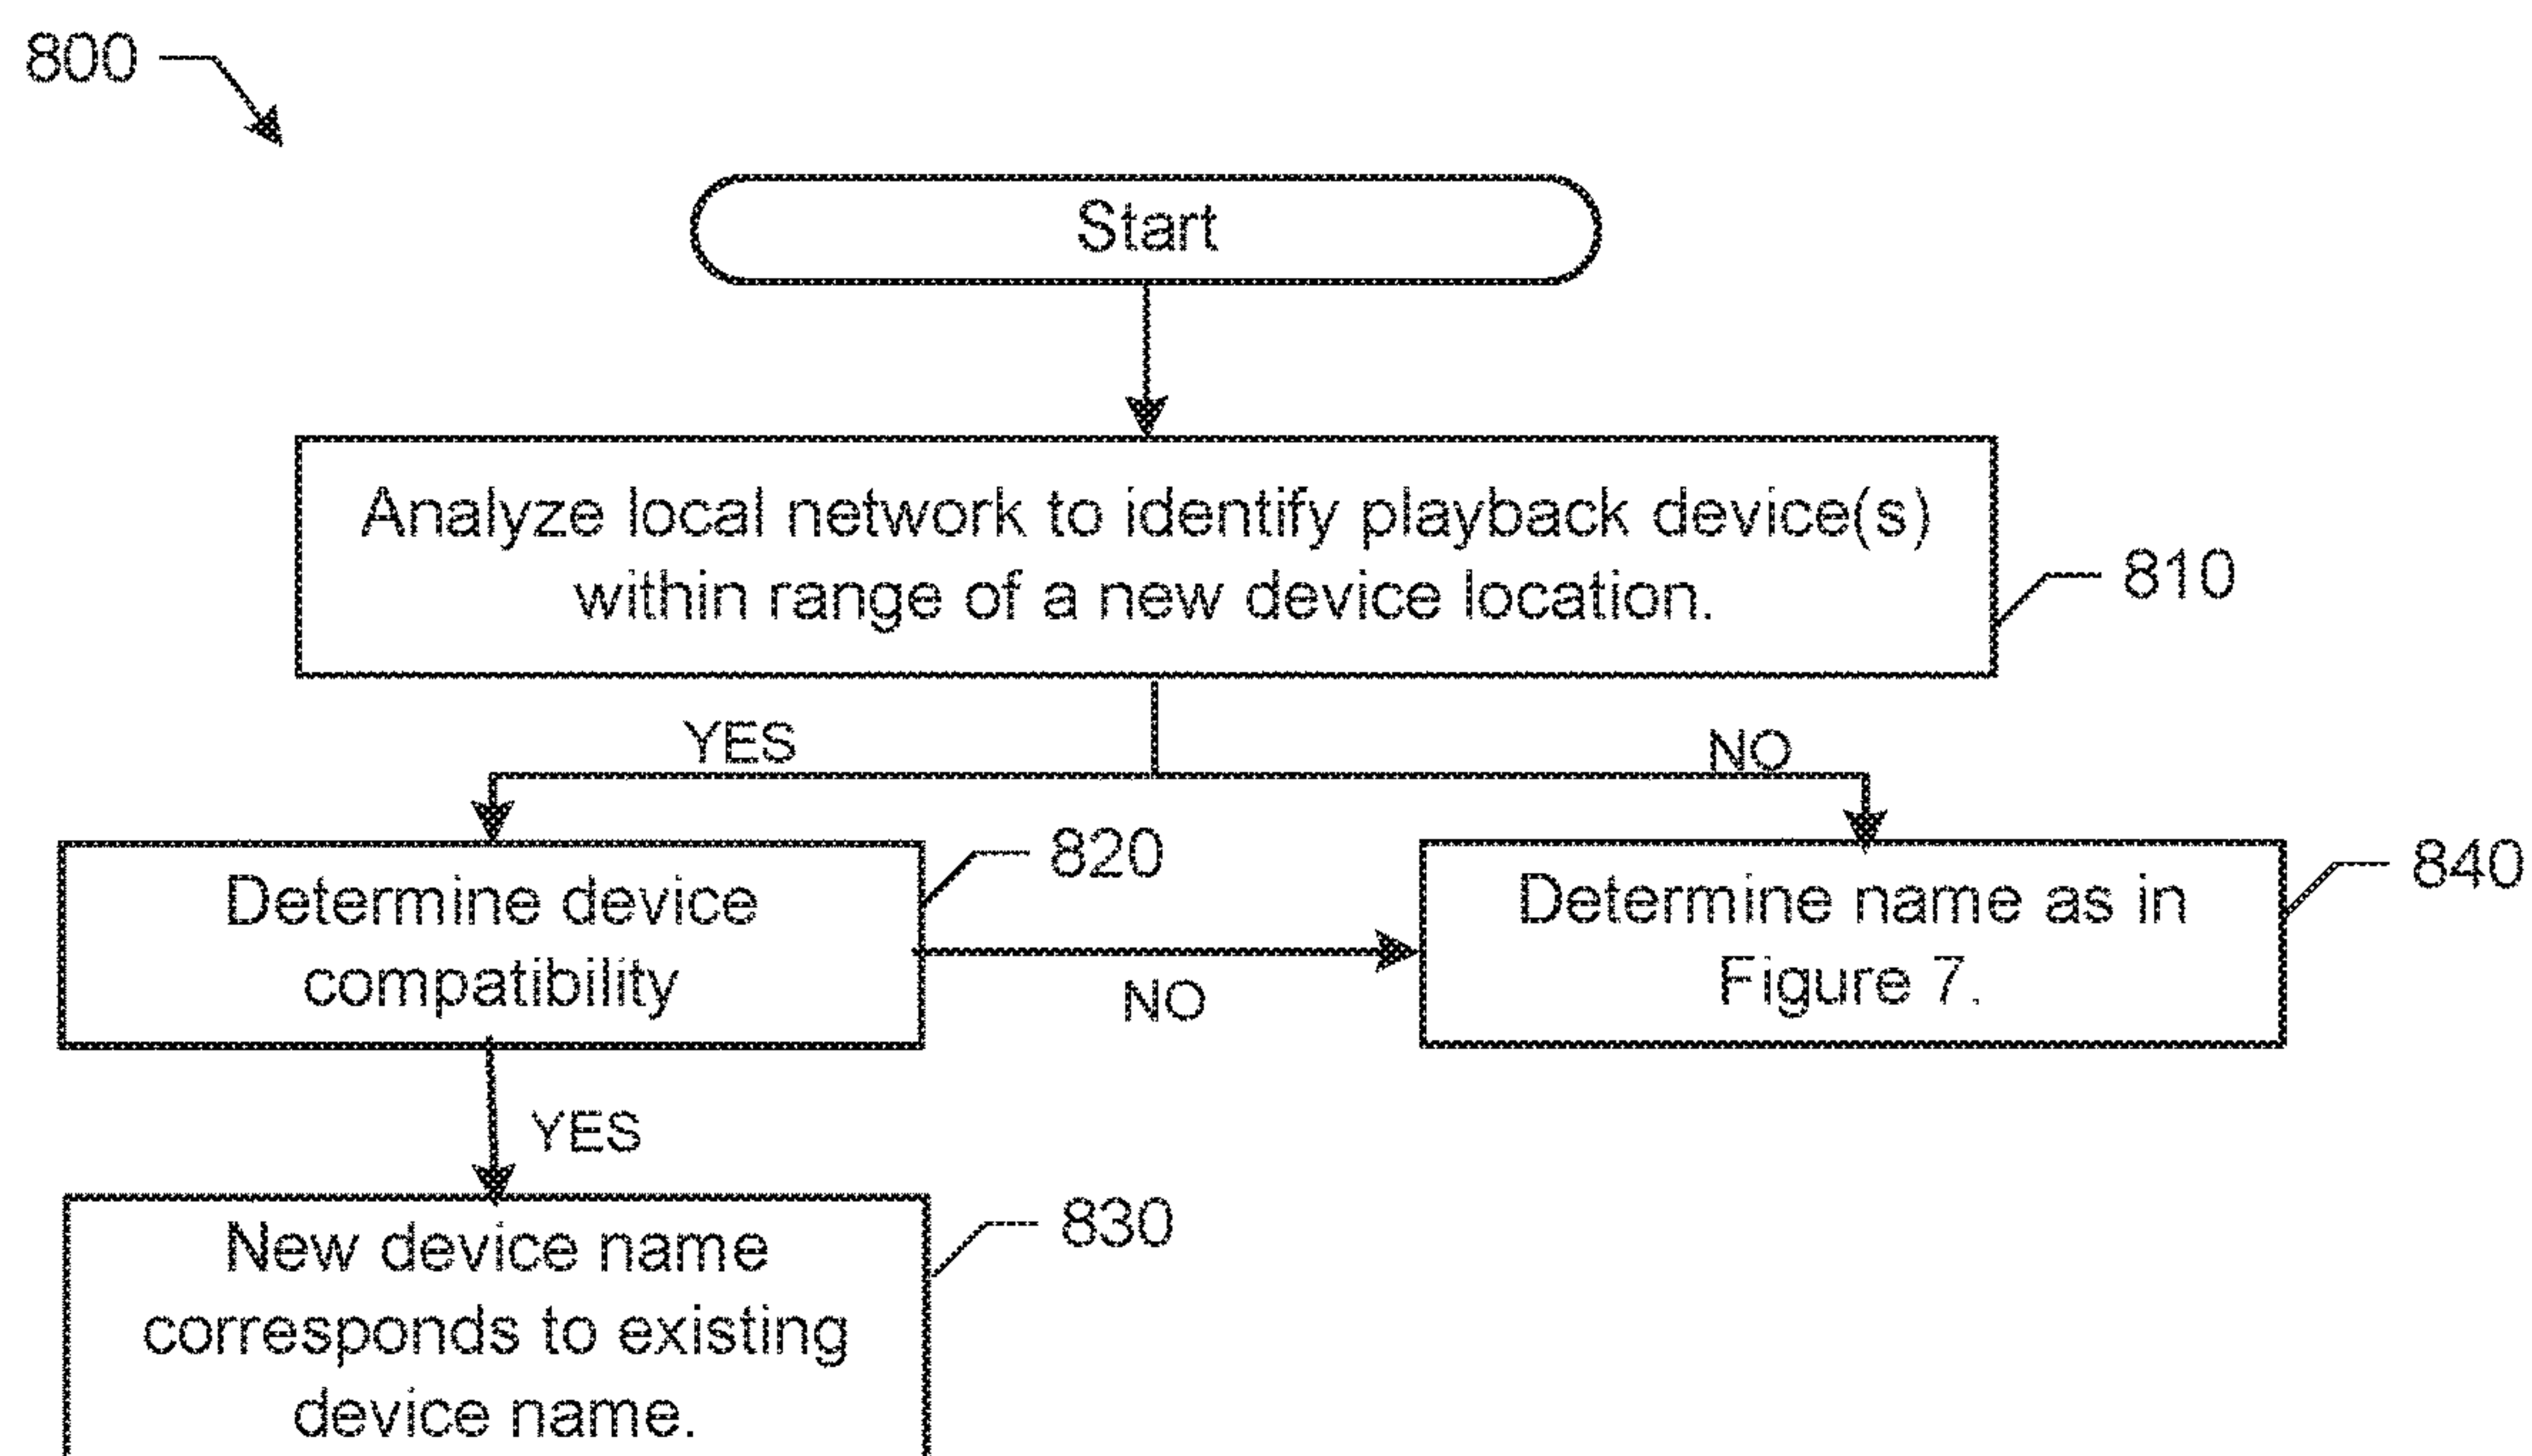 800
Start
Analyze local network to identify playback device(s)
within range of a new device location.
810
YES
NO
Determine device
compatibility
820
NO
Determine name as in
Figure 7.
840
YES
New device name
corresponds to existing
device name.
830